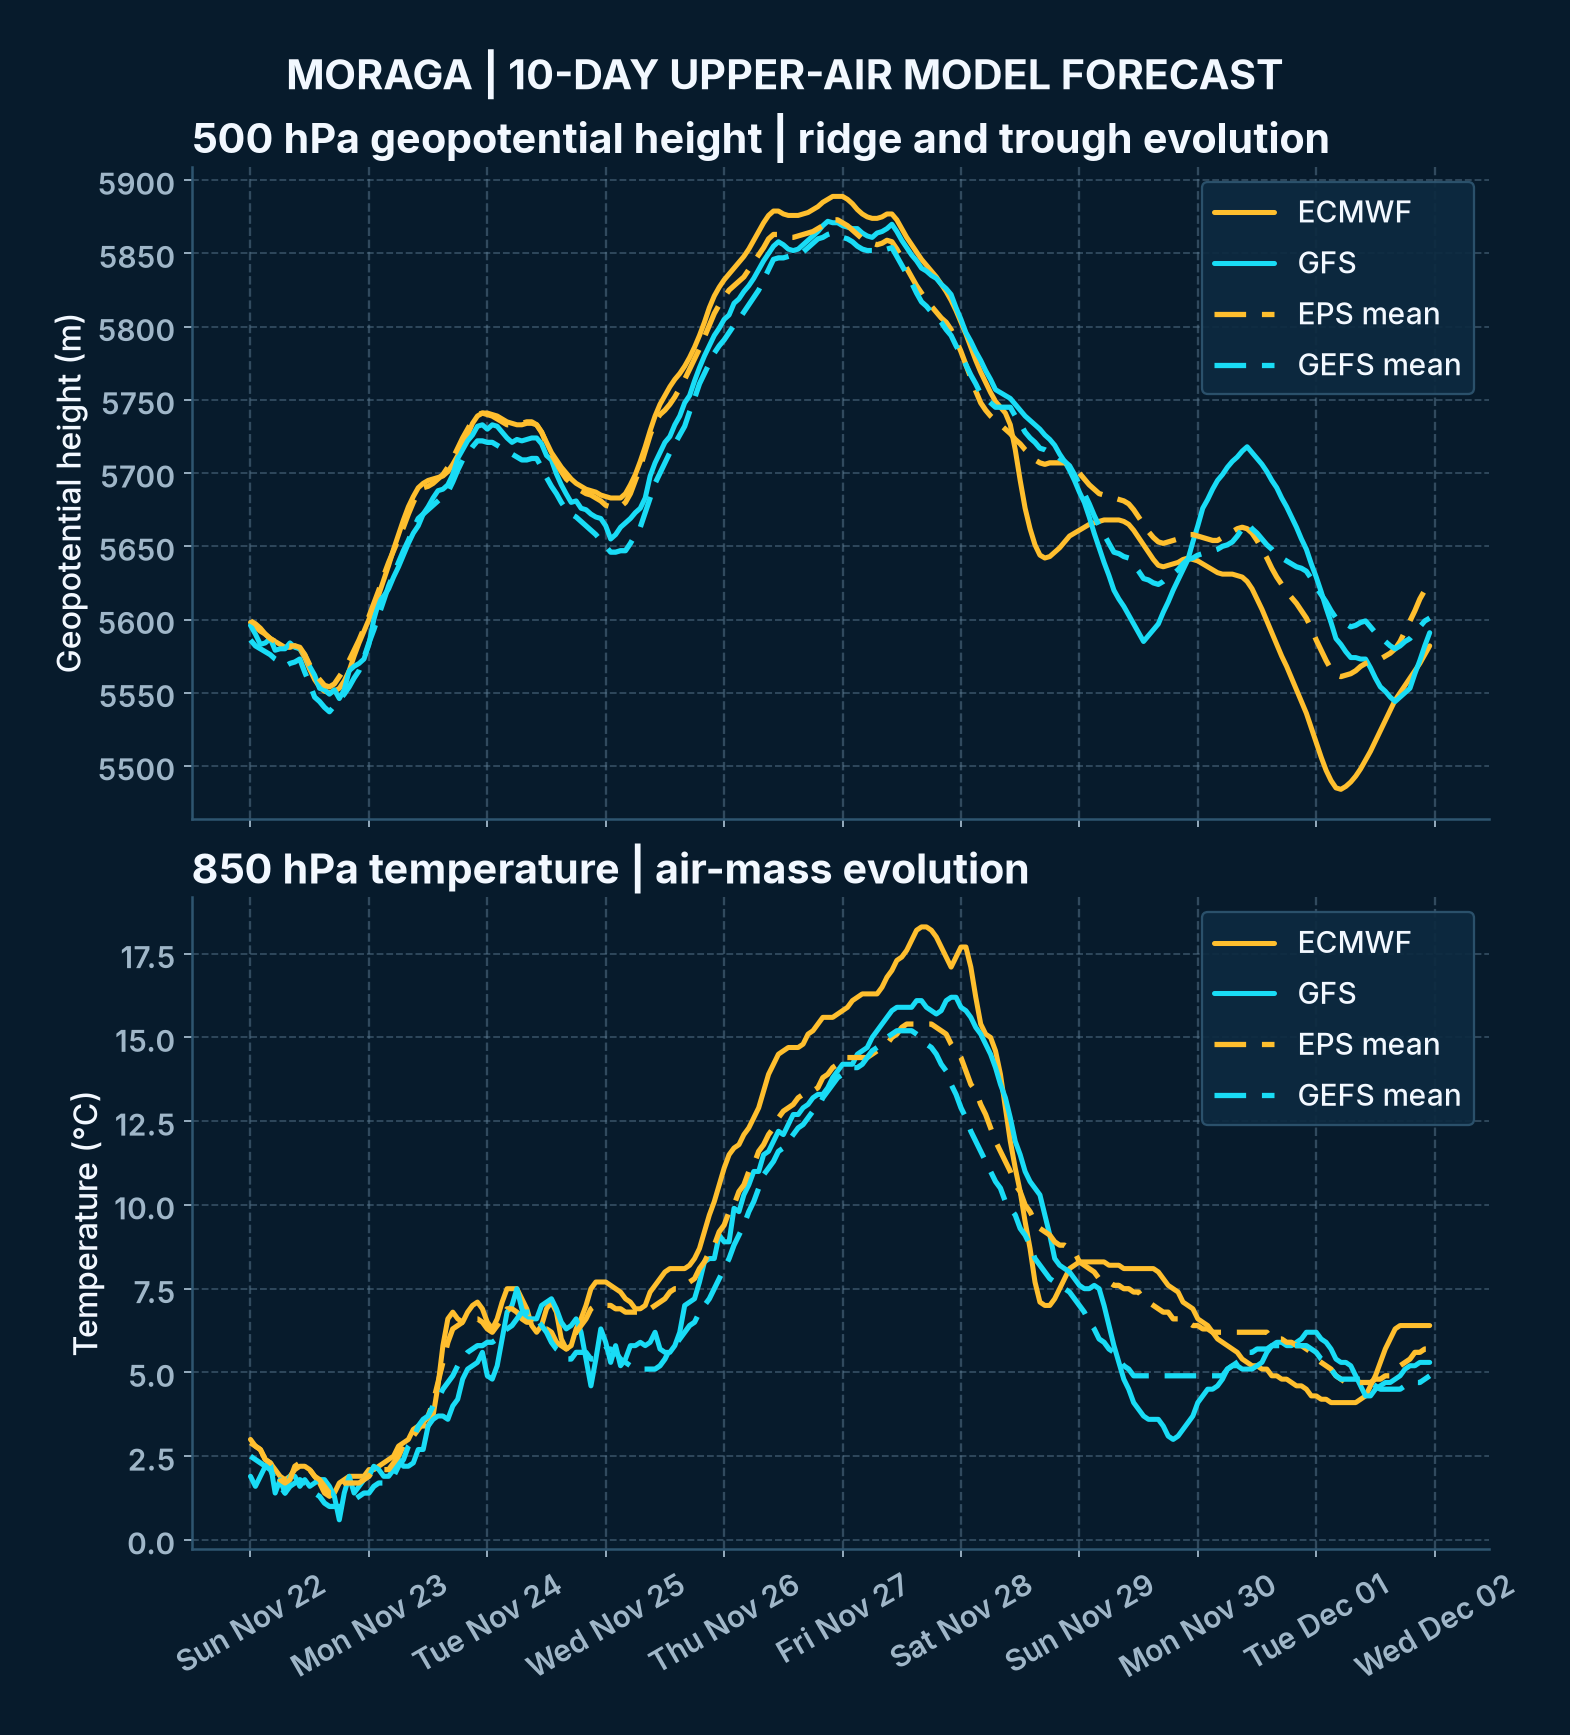 MORAGA | 10-DAY UPPER-AIR MODEL FORECAST
500 hPa geopotential height | ridge and trough evolution
Geopotential height (m)
5900
5850
5800
5750
5700
5650
5600
5550
5500
ECMWF
GFS
EPS mean
GEFS mean
850 hPa temperature | air-mass evolution
Temperature (°C)
17.5
15.0
12.5
10.0
7.5
5.0
2.5
0.0
ECMWF
GFS
EPS mean
GEFS mean
Sun Nov 22
Mon Nov 23
Tue Nov 24
Wed Nov 25
Thu Nov 26
Fri Nov 27
Sat Nov 28
Sun Nov 29
Mon Nov 30
Tue Dec 01
Wed Dec 02